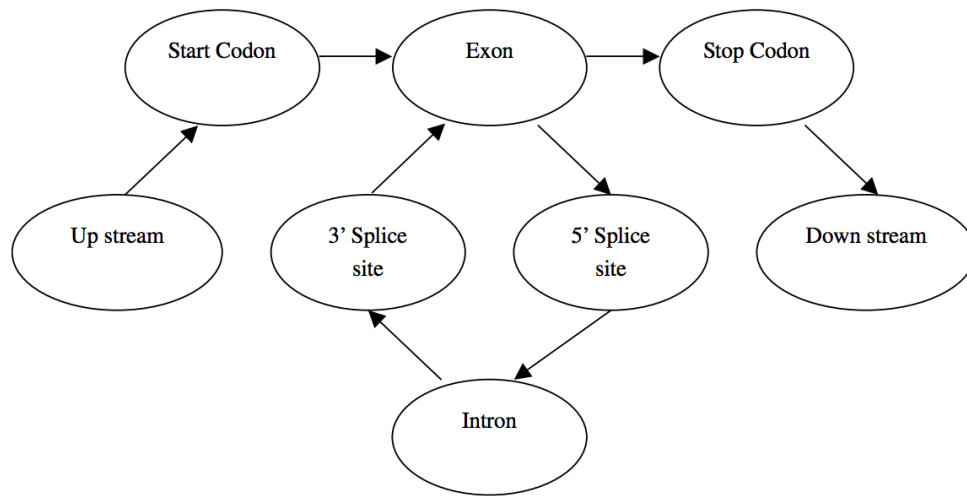 Start Codon
Exon
Stop Codon
Up stream
3’ Splice
site
5’ Splice
site
Down stream
Intron